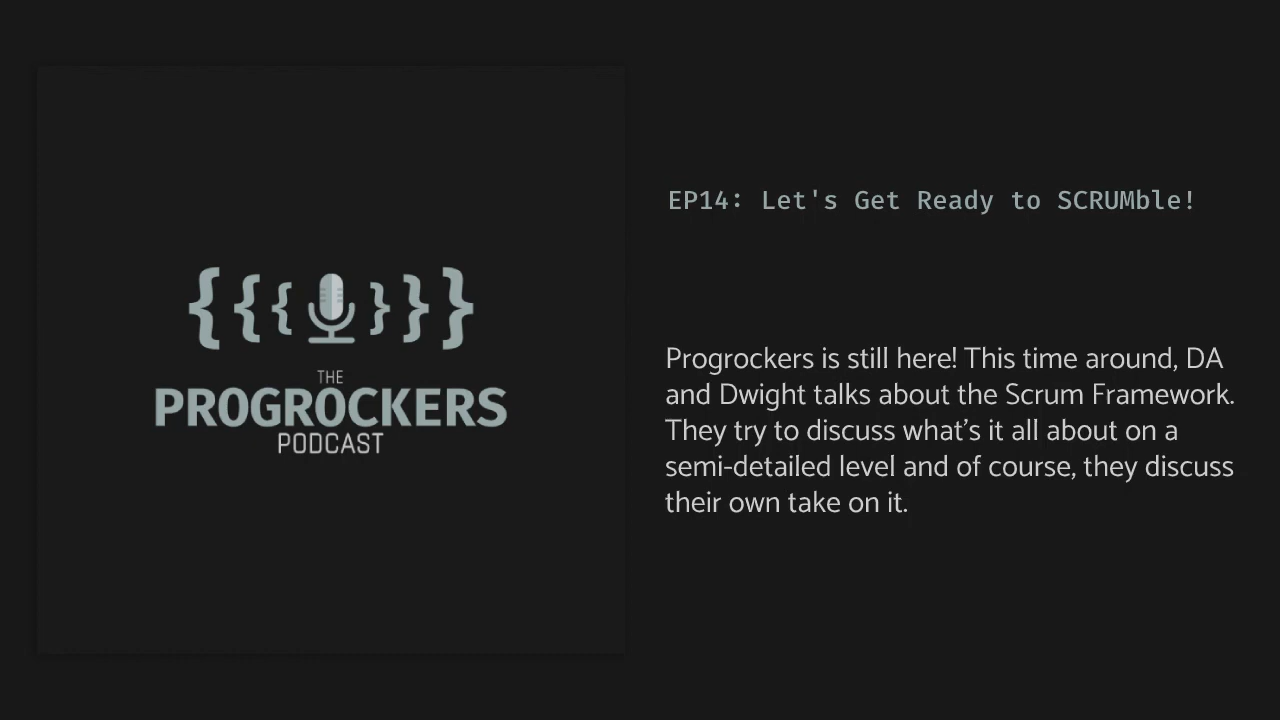 EP14: Let's Get Ready to SCRUMble!
{ { { } } }
THE
PROGROCKERS
PODCAST
Progrockers is still here! This time around, DA
and Dwight talks about the Scrum Framework.
They try to discuss what’s it all about on a
semi-detailed level and of course, they discuss
their own take on it.